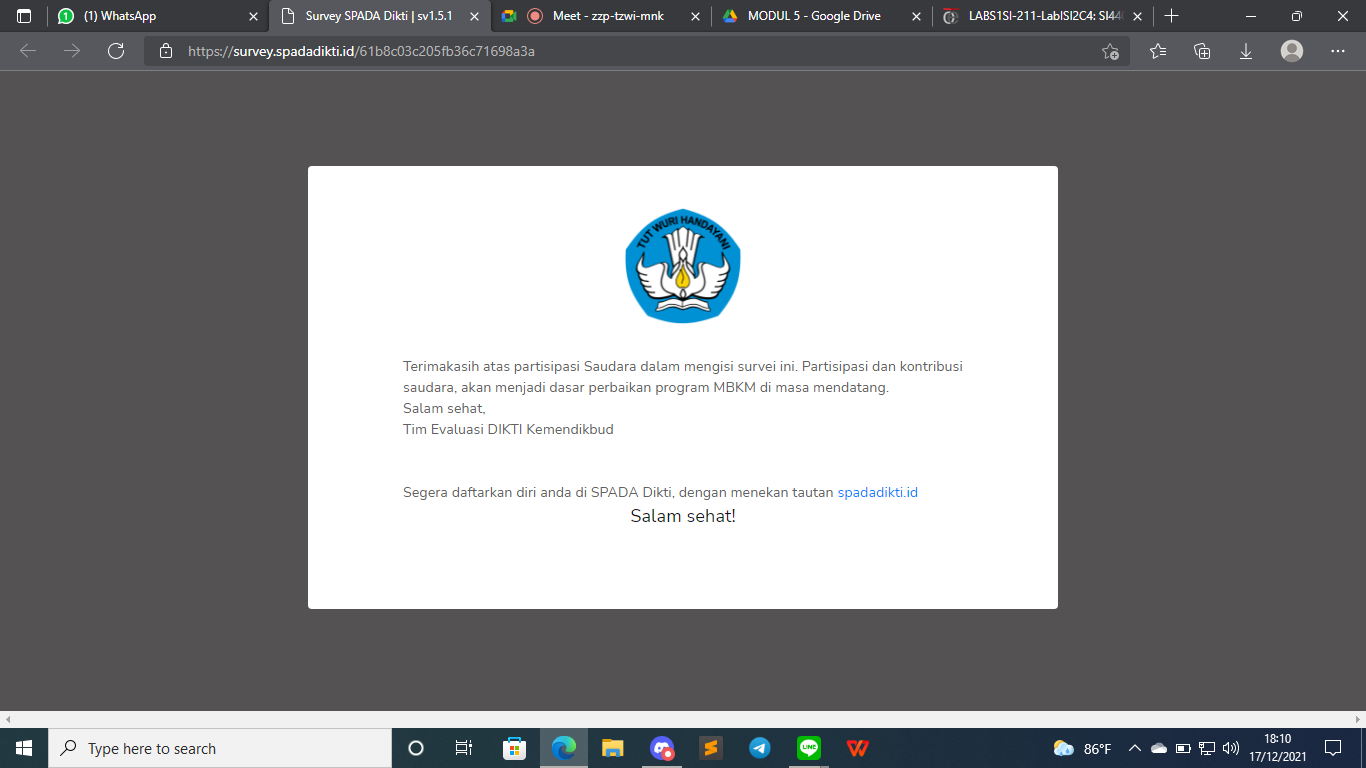 (1) WhatsApp
Survey SPADA Dikti | sv1.5.1
Meet - zzp-tzwi-mnk
MODUL 5 - Google Drive
LABS1SI-211-LabISI2C4: SI44
https://survey.spadadikti.id/61b8c03c205fb36c71698a3a
TUT WURI HANDAYANI
Terimakasih atas partisipasi Saudara dalam mengisi survei ini. Partisipasi dan kontribusi
saudara, akan menjadi dasar perbaikan program MBKM di masa mendatang.
Salam sehat,
Tim Evaluasi DIKTI Kemendikbud
Segera daftarkan diri anda di SPADA Dikti, dengan menekan tautan spadadikti.id
Salam sehat!
Type here to search
LINE
86°F
18:10
17/12/2021